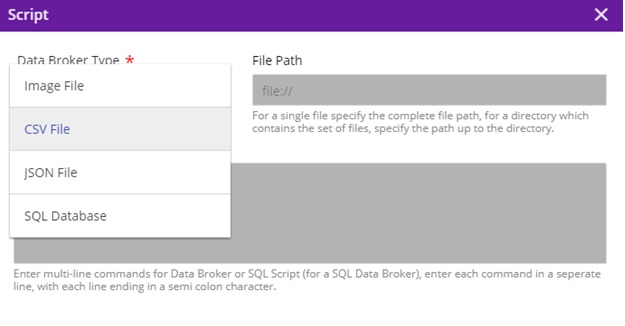 Script
Data Broker Type *
File Path
Image File
file://
CSV File
For a single file specify the complete file path, for a directory which
contains the set of files, specify the path up to the directory.
JSON File
SQL Database
Enter multi-line commands for Data Broker or SQL Script (for a SQL Data Broker), enter each command in a seperate
line, with each line ending in a semi colon character.